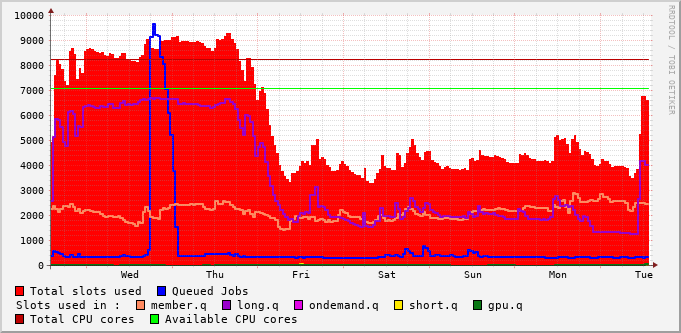 RRDTOOL / TOBI OETIKER
10000
9000
8000
7000
6000
5000
4000
3000
2000
1000
0
Wed Thu Fri Sat Sun Mon Tue
Total slots used Queued Jobs
Slots used in : member.q long.q ondemand.q short.q gpu.q
Total CPU cores Available CPU cores